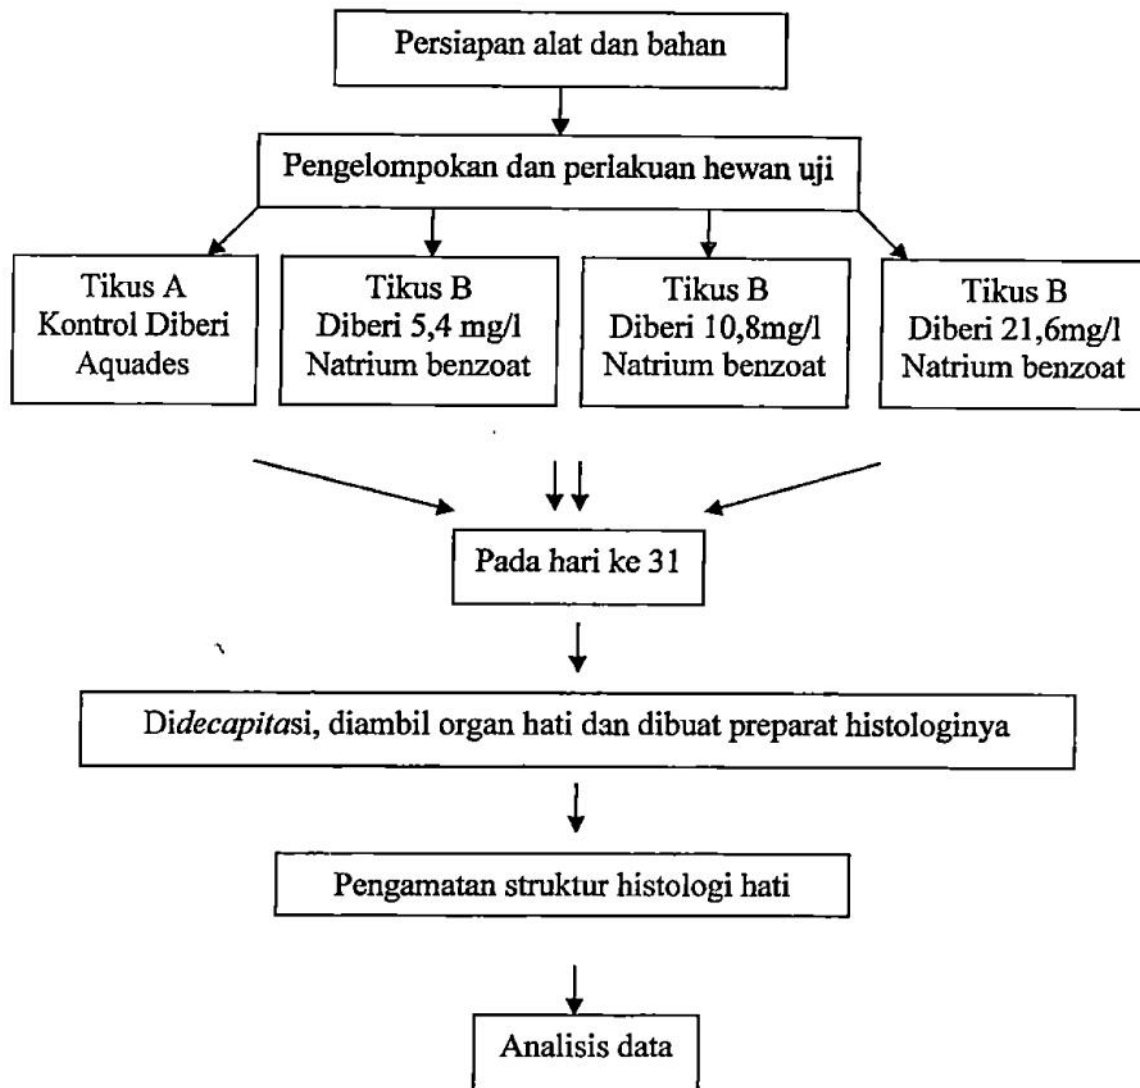 Persiapan alat dan bahan
Pengelompokan dan perlakuan hewan uji
Tikus A
Kontrol Diberi
Aquades
Tikus B
Diberi 5,4 mg/l
Natrium benzoat
Tikus B
Diberi 10,8mg/l
Natrium benzoat
Tikus B
Diberi 21,6mg/l
Natrium benzoat
Pada hari ke 31
Didecapitasi, diambil organ hati dan dibuat preparat histologinya
Pengamatan struktur histologi hati
Analisis data